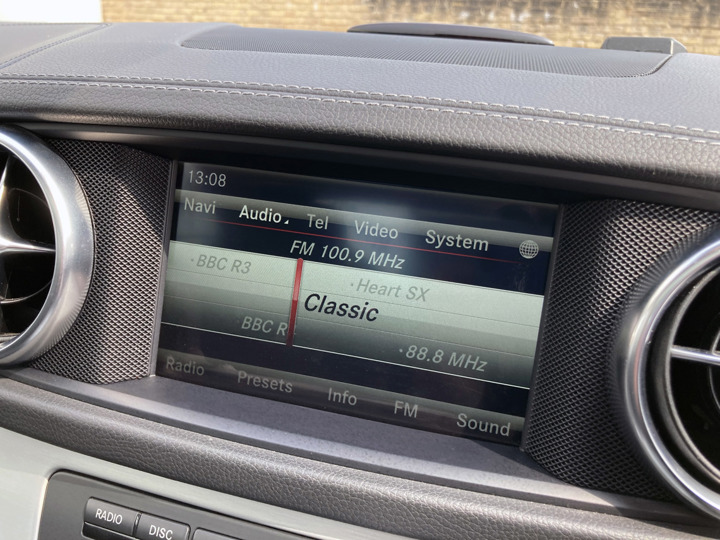 13:08
Navi Audio Tel Video System
FM 100.9 MHz
·BBC R3
·Heart SX
Classic
BBC R
·88.8 MHz
Radio Presets Info FM Sound
RADIO DISC